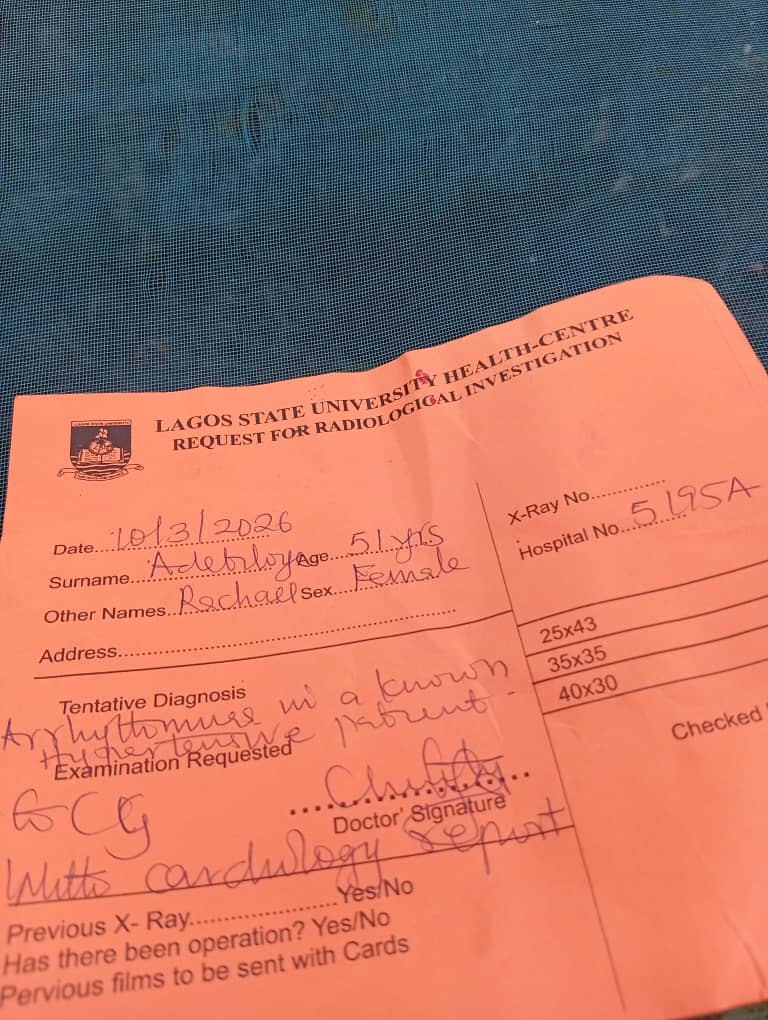 LAGOS STATE UNIVERSITY HEALTH-CENTRE
REQUEST FOR RADIOLOGICAL INVESTIGATION
LAGOS STATE UNIVERSITY
Date 10/3/2026
Surname Adebiloye Age 51 yrs
Other Names Rachael Sex Female
Address
X-Ray No
Hospital No 5195A
25x43
35x35
40x30
Checked
Tentative Diagnosis
Arrhythmias in a known
Hypertensive patient
Examination Requested
ECG
Doctor' Signature
With cardiology report
Previous X- Ray Yes/No
Has there been operation? Yes/No
Pervious films to be sent with Cards